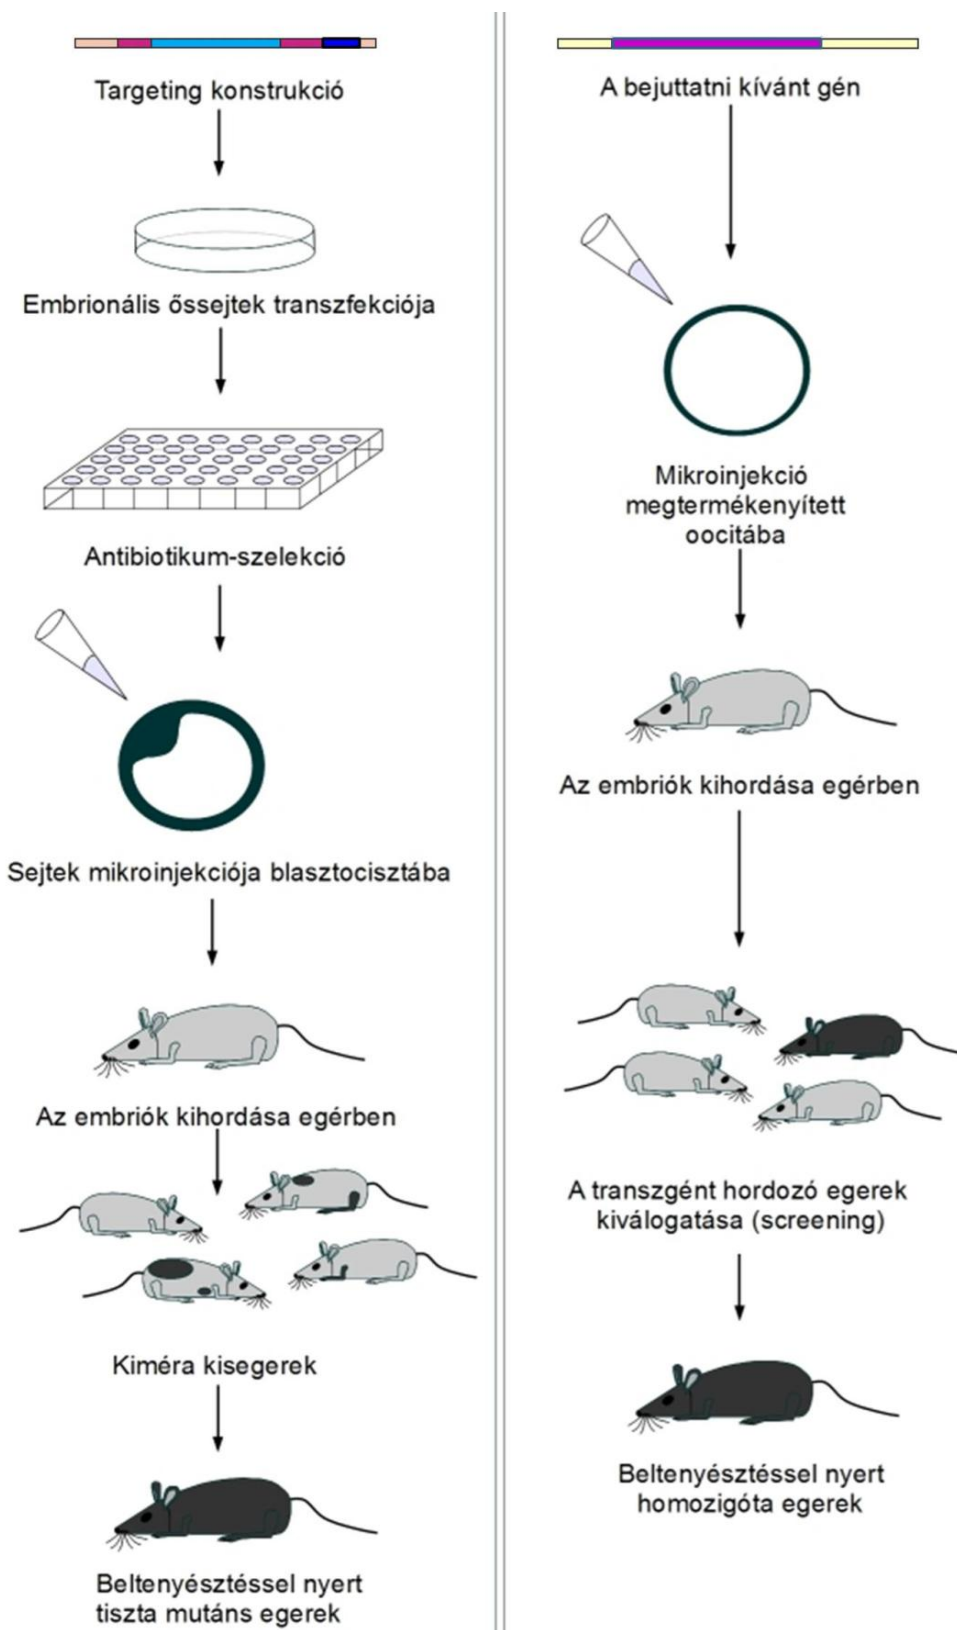 Targeting konstrukció
Embrionális őssejtek transzfekciója
Antibiotikum-szelekció
Sejtek mikroinjekciója blasztocisztába
Az embriók kihordása egérben
Kiméra kisegerek
Beltenyésztéssel nyert
tiszta mutáns egerek
A bejuttatni kívánt gén
Mikroinjekció
megtermékenyített
oocitába
Az embriók kihordása egérben
A transzgént hordozó egerek
kiválogatása (screening)
Beltenyésztéssel nyert
homozigóta egerek